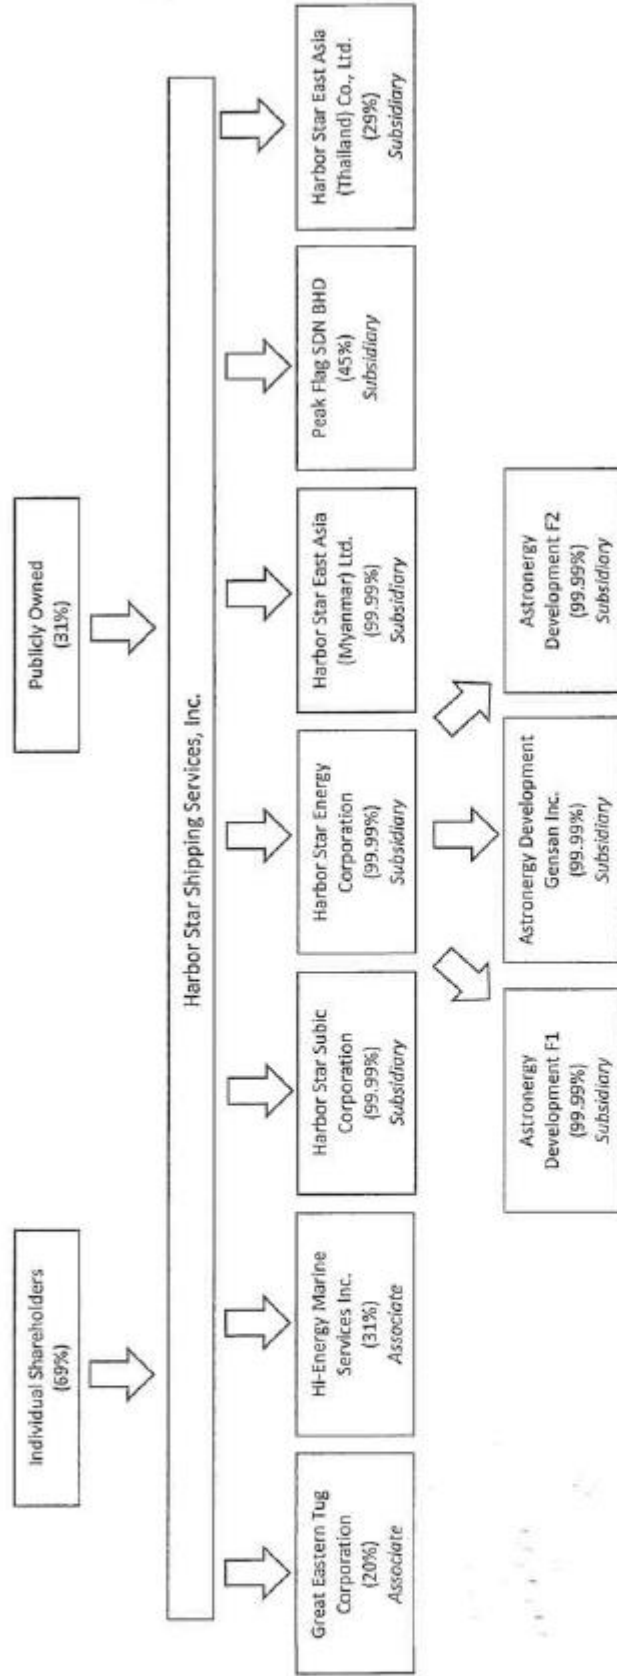 Individual Shareholders
(69%)
Publicly Owned
(31%)
Harbor Star Shipping Services, Inc.
Great Eastern Tug
Corporation
(20%)
Associate
Hi-Energy Marine
Services Inc.
(31%)
Associate
Harbor Star Subic
Corporation
(99.99%)
Subsidiary
Harbor Star Energy
Corporation
(99.99%)
Subsidiary
Harbor Star East Asia
(Myanmar) Ltd.
(99.99%)
Subsidiary
Peak Flag SDN BHD
(45%)
Subsidiary
Harbor Star East Asia
(Thailand) Co., Ltd.
(29%)
Subsidiary
Astronergy
Development F1
(99.99%)
Subsidiary
Astronergy Development
Gensan Inc.
(99.99%)
Subsidiary
Astronergy
Development F2
(99.99%)
Subsidiary